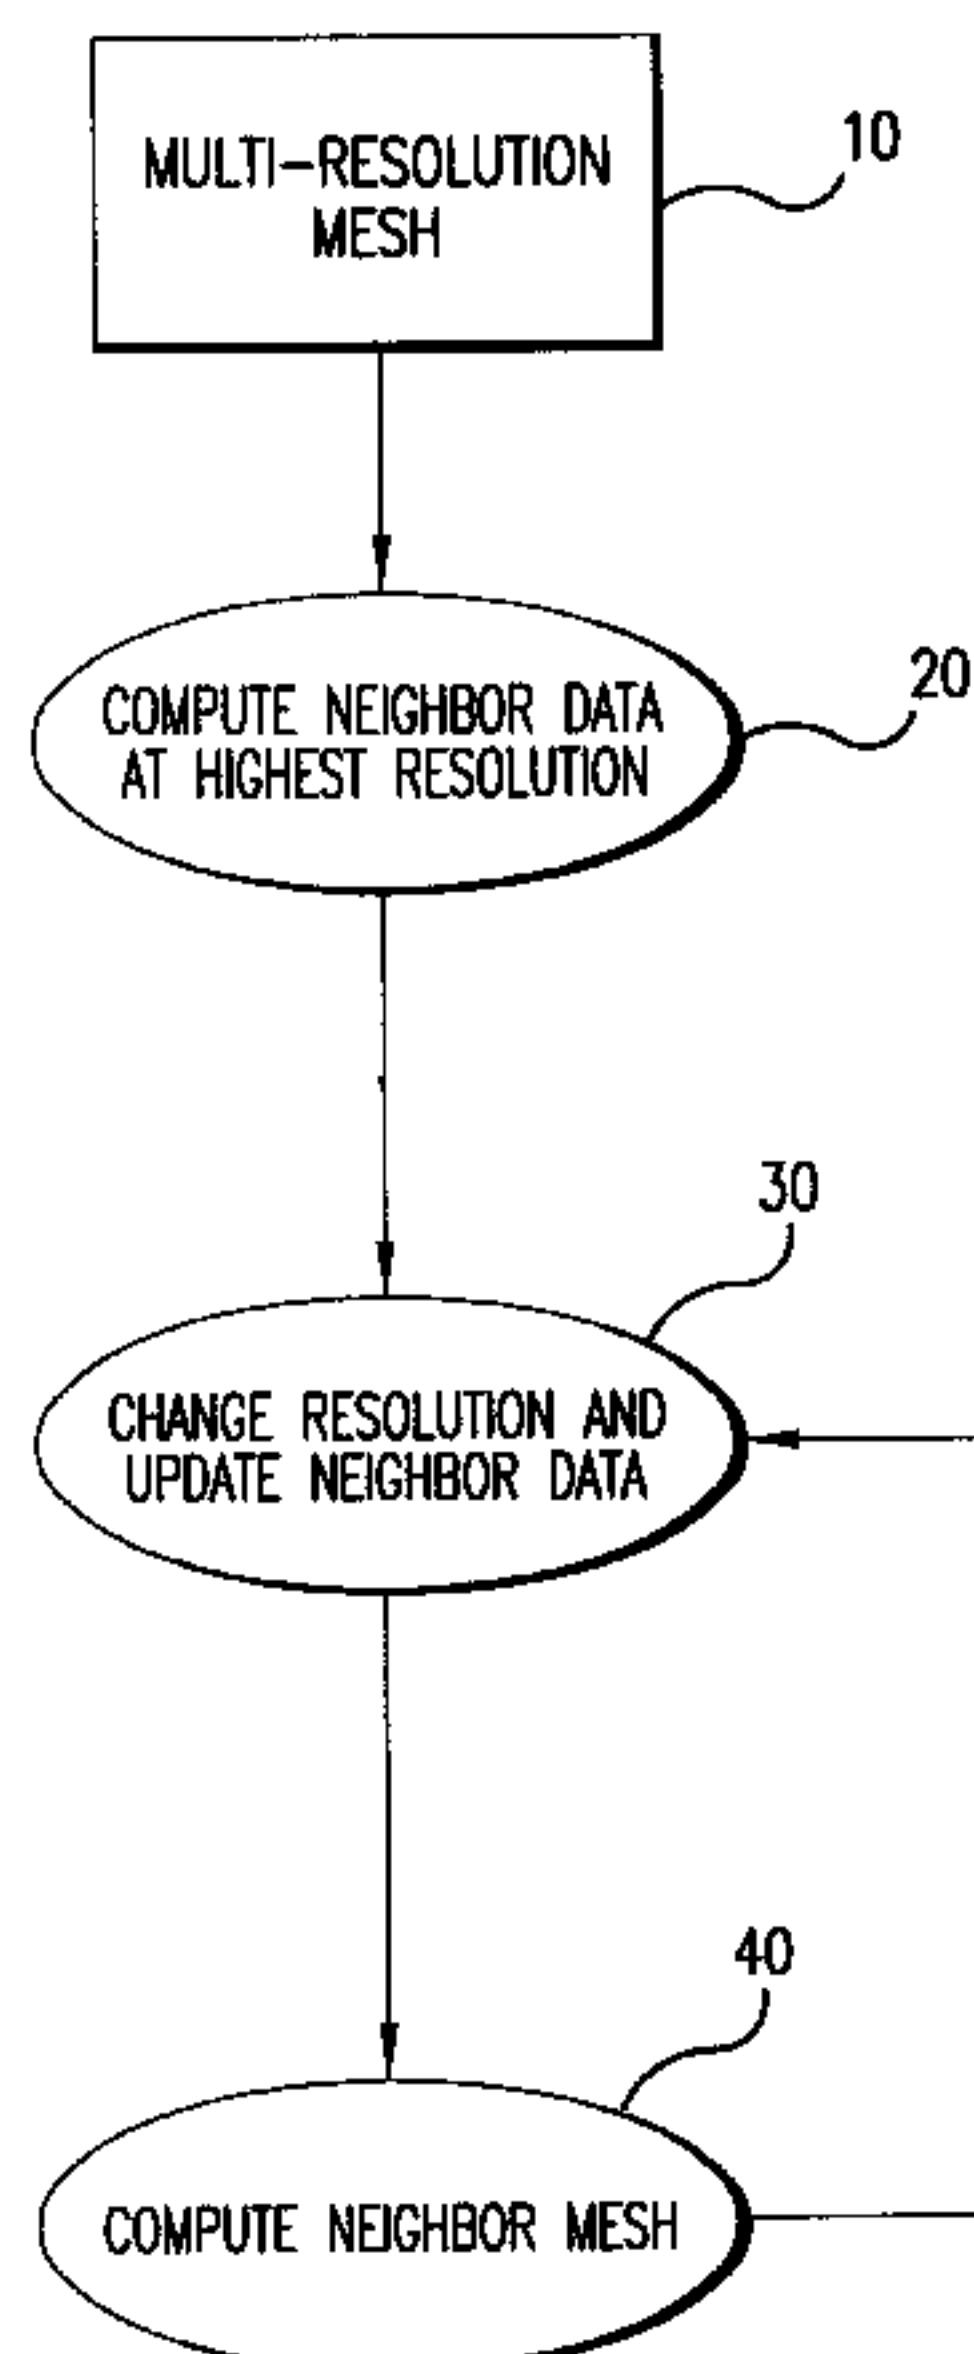 MULTI-RESOLUTION
MESH
10
COMPUTE NEIGHBOR DATA
AT HIGHEST RESOLUTION
20
30
CHANGE RESOLUTION AND
UPDATE NEIGHBOR DATA
40
COMPUTE NEIGHBOR MESH